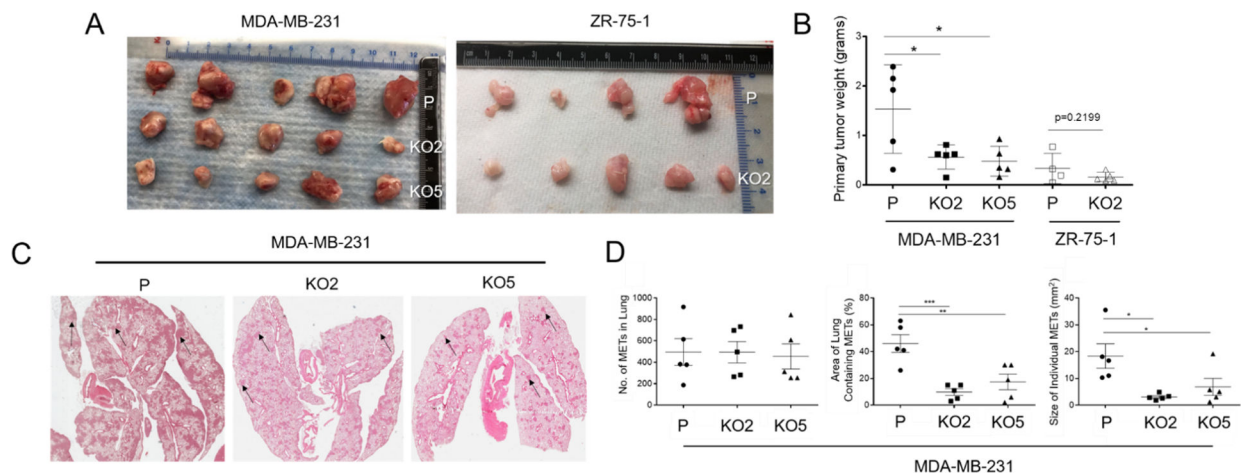 A
MDA-MB-231
ZR-75-1
P
KO2
KO5
P
KO2
B
Primary tumor weight (grams)
3
2
1
0
*
*
p=0.2199
P
KO2
KO5
P
KO2
MDA-MB-231
ZR-75-1
C
MDA-MB-231
P
KO2
KO5
D
No. of METs in Lung
1000
800
600
400
200
0
P
KO2
KO5
Area of Lung
Containing METs (%)
80
60
40
20
0
***
**
P
KO2
KO5
Size of Individual METs (mm²)
40
30
20
10
0
*
*
P
KO2
KO5
MDA-MB-231